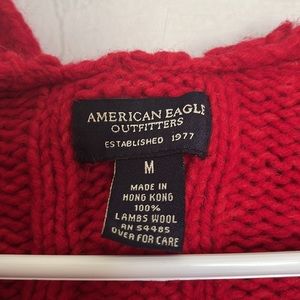 AMERICAN EAGLE
OUTFITTERS
ESTABLISHED 1977
M
MADE IN
HONG KONG
100%
LAMBS WOOL
RN 54485
OVER FOR CARE